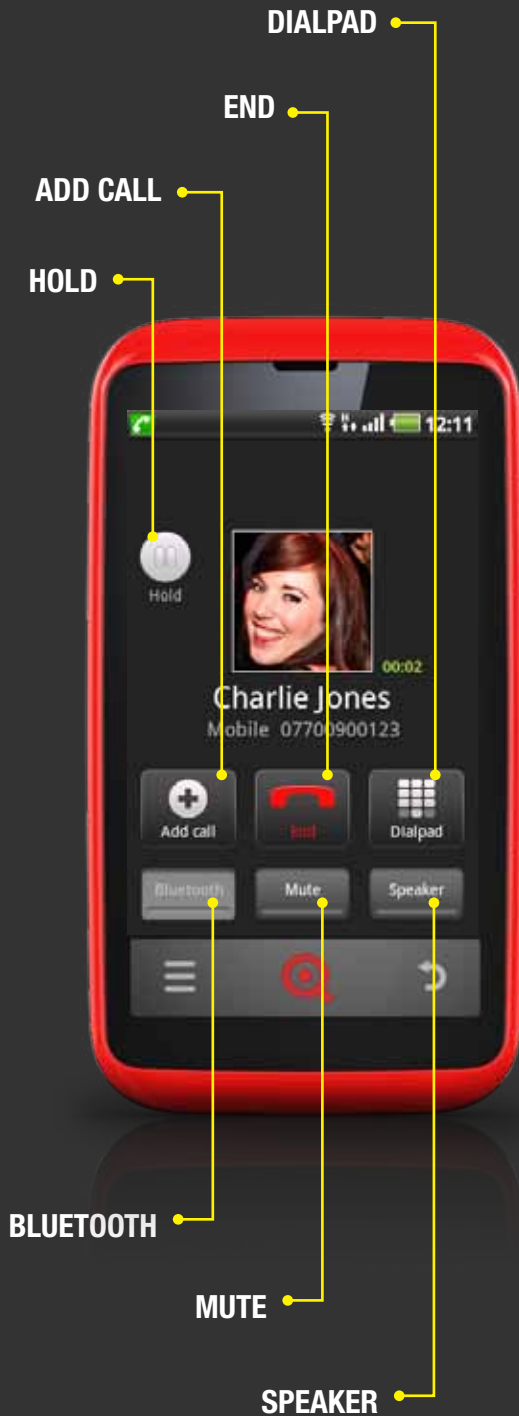 DIALPAD
END
ADD CALL
HOLD
H
12:11
Hold
00:02
Charlie Jones
Mobile 07700900123
Add call
End
Dialpad
Bluetooth
Mute
Speaker
BLUETOOTH
MUTE
SPEAKER